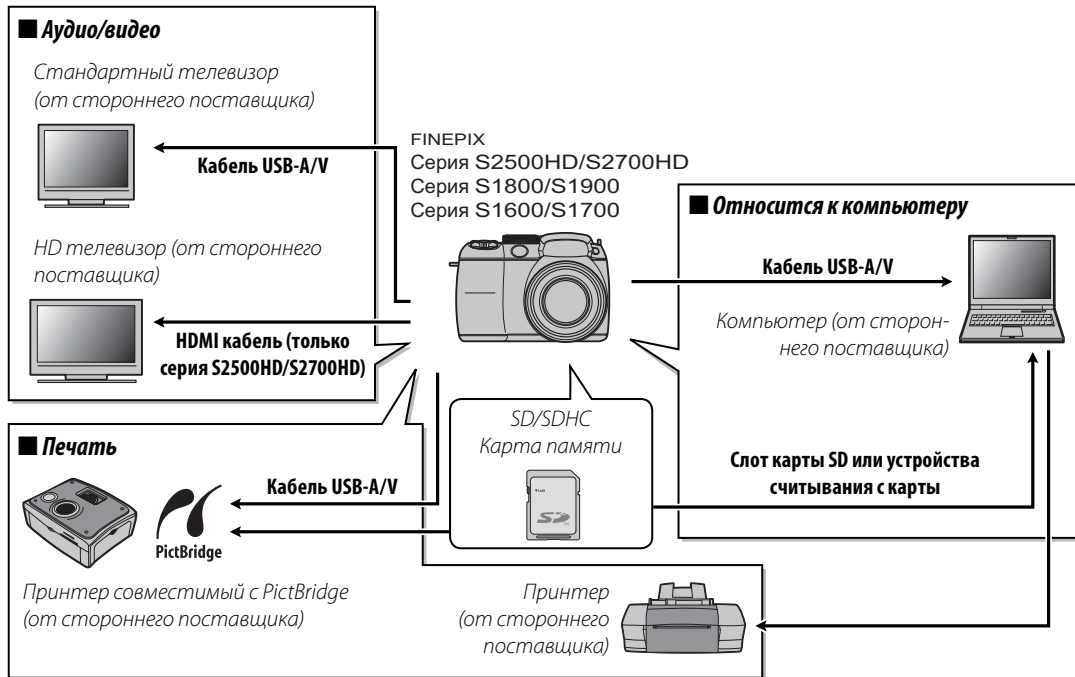 ■ Аудио/видео
Стандартный телевизор
(от стороннего поставщика)
Кабель USB-A/V
HD телевизор (от стороннего
поставщика)
HDMI кабель (только
серия S2500HD/S2700HD)
FINEPIX
Серия S2500HD/S2700HD
Серия S1800/S1900
Серия S1600/S1700
■ Относится к компьютеру
Кабель USB-A/V
Компьютер (от сторон-
него поставщика)
SD/SDHC
Карта памяти
Lock
SD
TM
Слот карты SD или устройства
считывания с карты
■ Печать
Кабель USB-A/V
PictBridge
Принтер совместимый с PictBridge
(от стороннего поставщика)
Принтер
(от стороннего
поставщика)